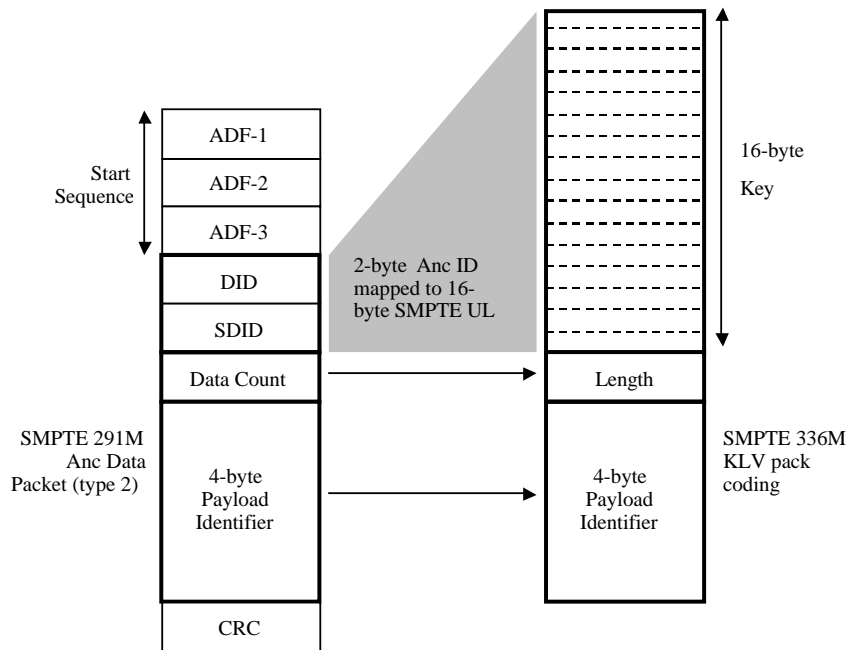 ADF-1
ADF-2
ADF-3
Start
Sequence
DID
SDID
Data Count
SMPTE 291M
Anc Data
Packet (type 2)
4-byte
Payload
Identifier
CRC
2-byte Anc ID
mapped to 16-
byte SMPTE UL
16-byte
Key
Length
4-byte
Payload
Identifier
SMPTE 336M
KLV pack
coding